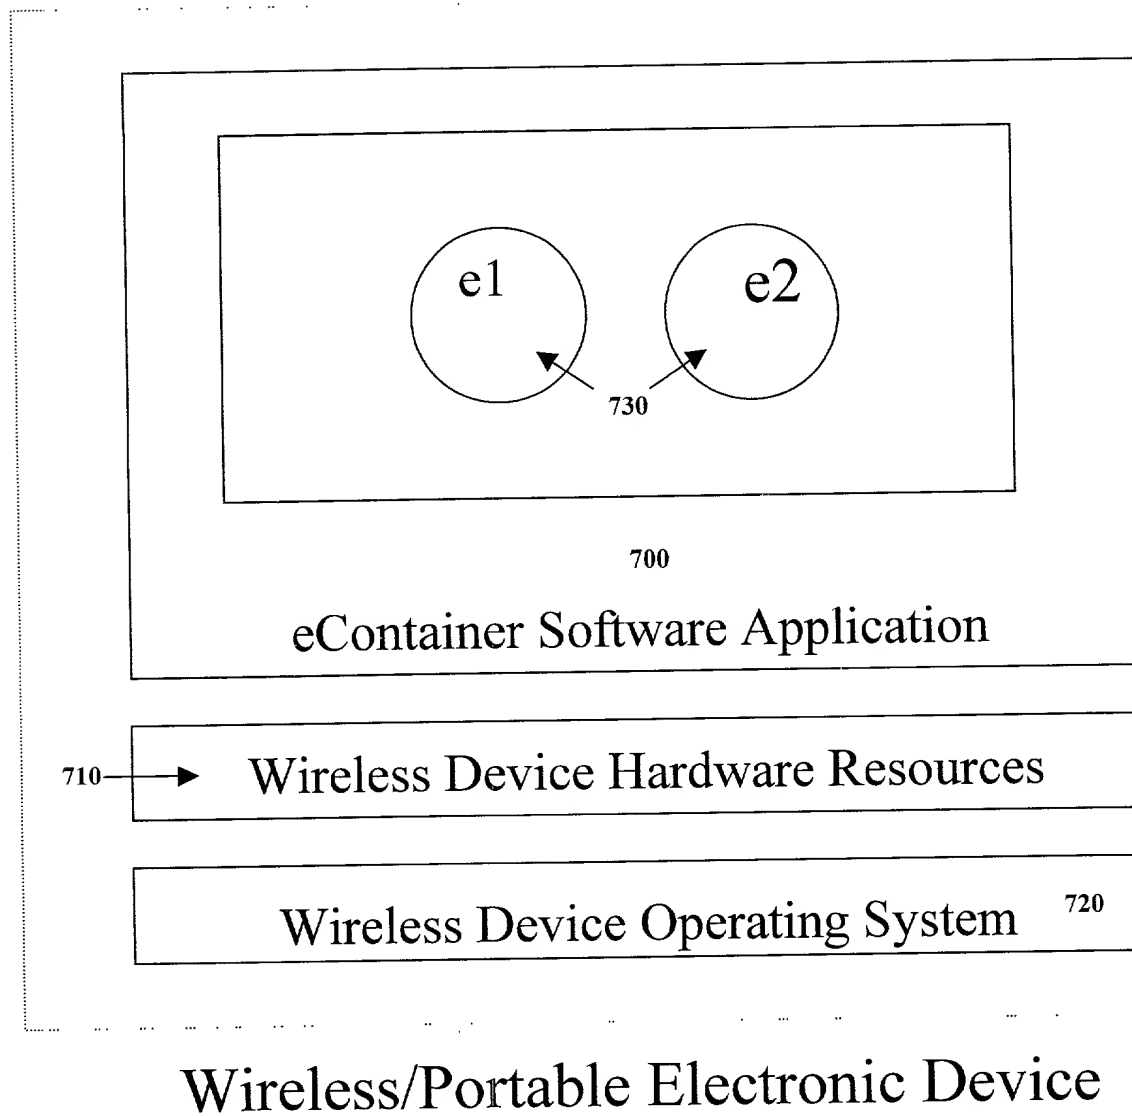 e1
e2
730
700
eContainer Software Application
710
Wireless Device Hardware Resources
Wireless Device Operating System 720
Wireless/Portable Electronic Device